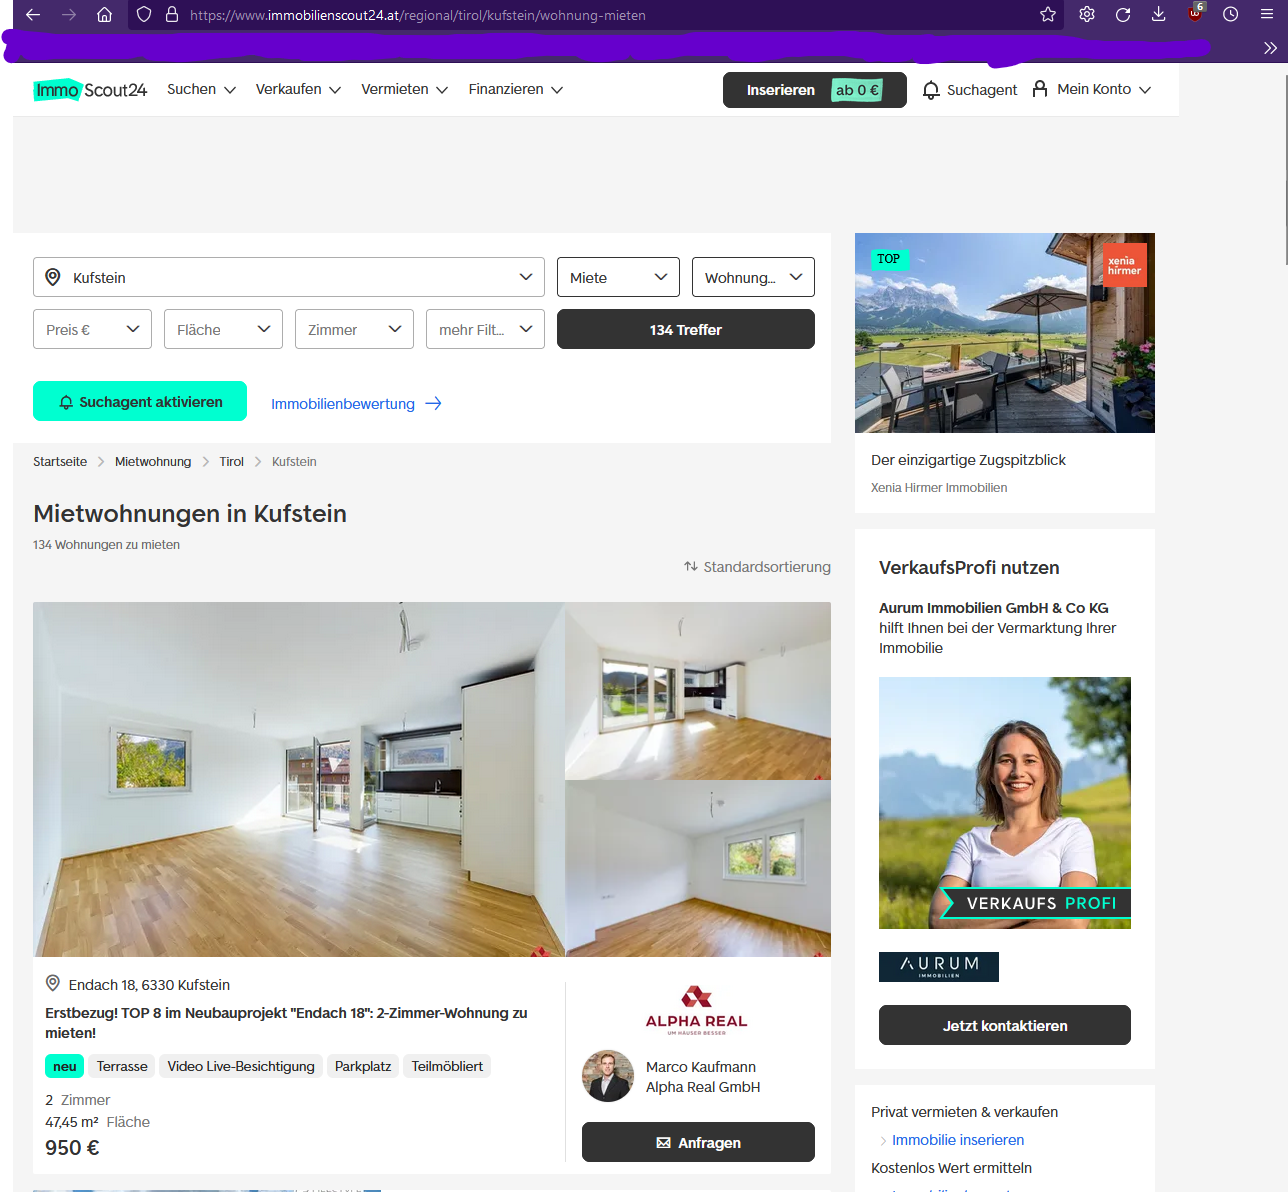 https://www.immobilienscout24.at/regional/tirol/kufstein/wohnung-mieten
6
ImmoScout24
Suchen
Verkaufen
Vermieten
Finanzieren
Inserieren ab 0 €
Suchagent
Mein Konto
Kufstein
Miete
Wohnung...
Preis €
Fläche
Zimmer
mehr Filt...
134 Treffer
Suchagent aktivieren
Immobilienbewertung
Startseite
Mietwohnung
Tirol
Kufstein
Mietwohnungen in Kufstein
134 Wohnungen zu mieten
Standardsortierung
Endach 18, 6330 Kufstein
Erstbezug! TOP 8 im Neubauprojekt "Endach 18": 2-Zimmer-Wohnung zu
mieten!
neu
Terrasse
Video Live-Besichtigung
Parkplatz
Teilmöbliert
2 Zimmer
47,45 m² Fläche
950 €
ALPHA REAL
UM HÄUSER BESSER
Marco Kaufmann
Alpha Real GmbH
Anfragen
TOP
xenia
hirmer
Der einzigartige Zugspitzblick
Xenia Hirmer Immobilien
VerkaufsProfi nutzen
Aurum Immobilien GmbH & Co KG
hilft Ihnen bei der Vermarktung Ihrer
Immobilie
VERKAUFS PROFI
AURUM
IMMOBILIEN
Jetzt kontaktieren
Privat vermieten & verkaufen
Immobilie inserieren
Kostenlos Wert ermitteln